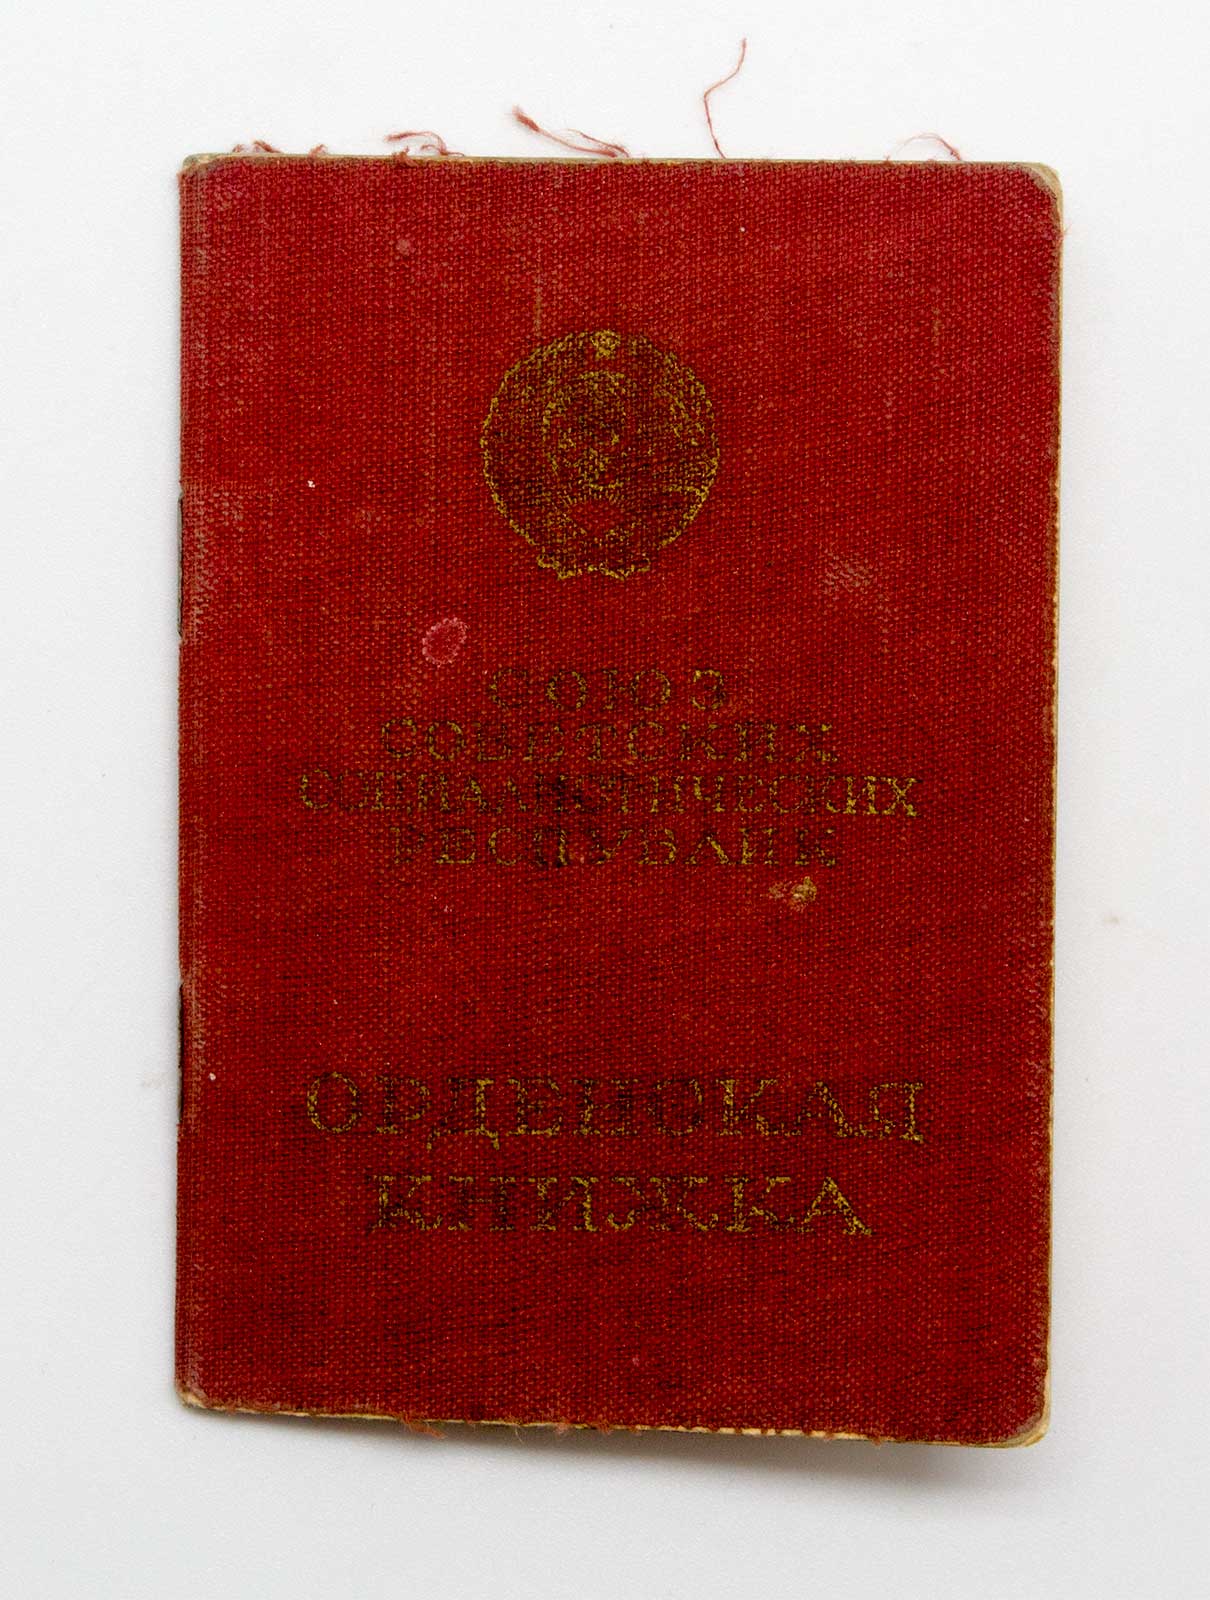 СОЮЗ
СОВЕТСКИХ
СОЦИАЛИСТИЧЕСКИХ
РЕСПУБЛИК
ОРДЕНСКАЯ
КНИЖКА